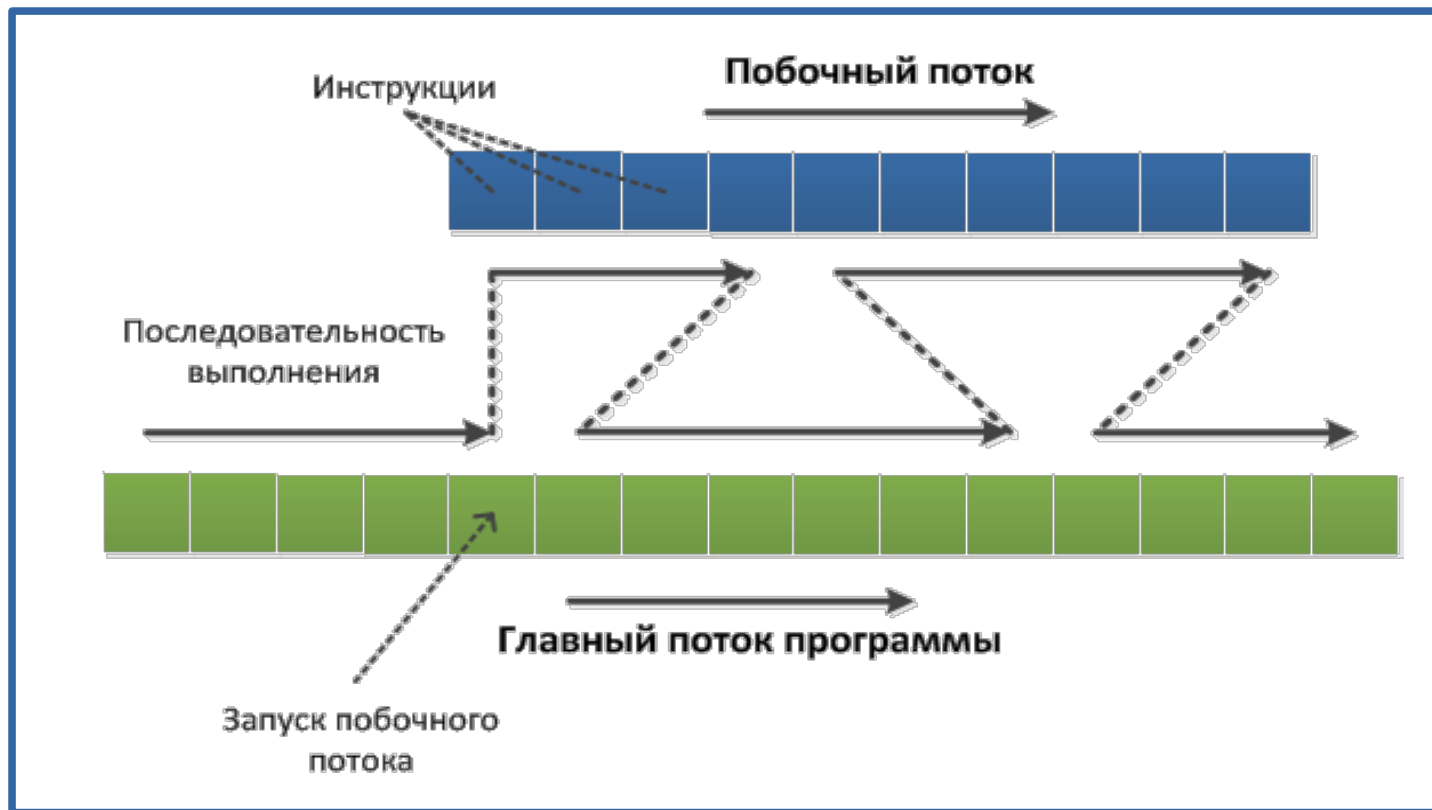 Побочный поток
Инструкции
Последовательность
выполнения
Главный поток программы
Запуск побочного
потока